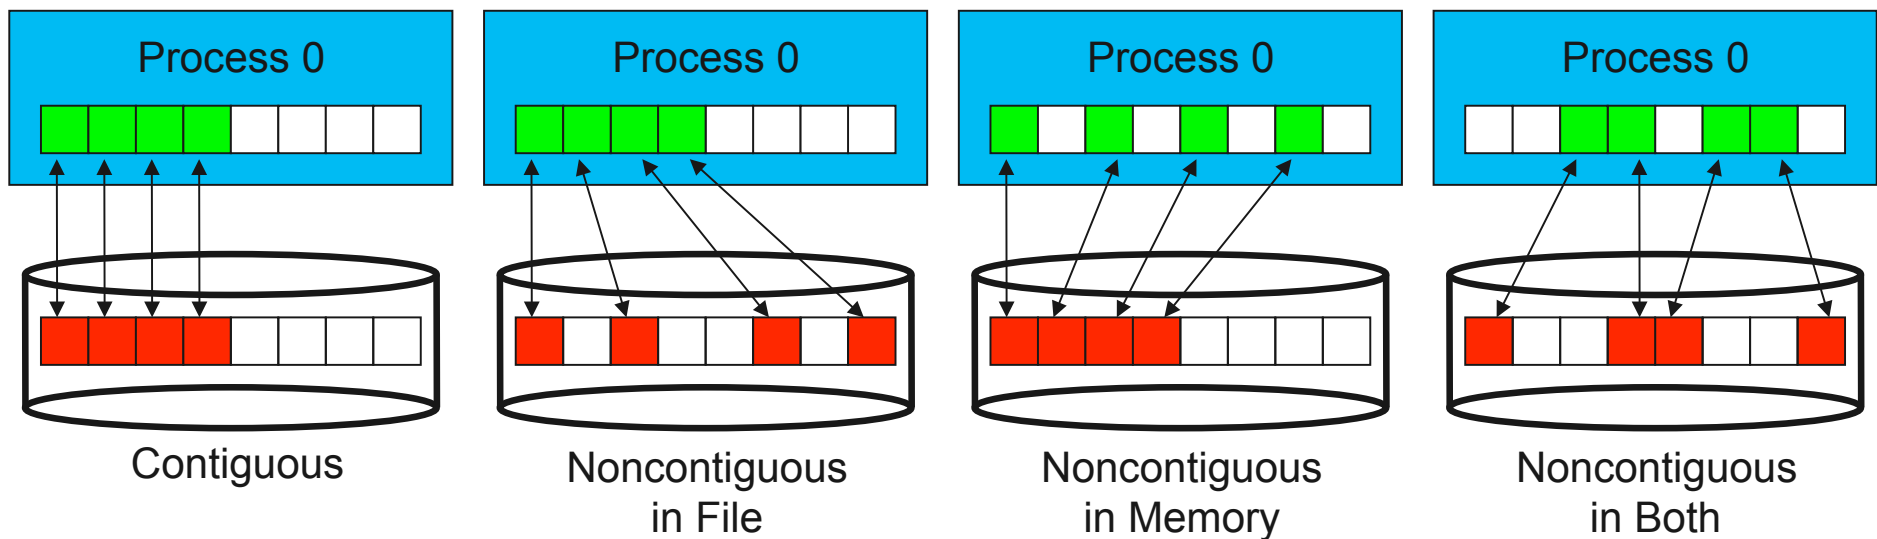 Process 0
Process 0
Process 0
Process 0
Contiguous
Noncontiguous
in File
Noncontiguous
in Memory
Noncontiguous
in Both